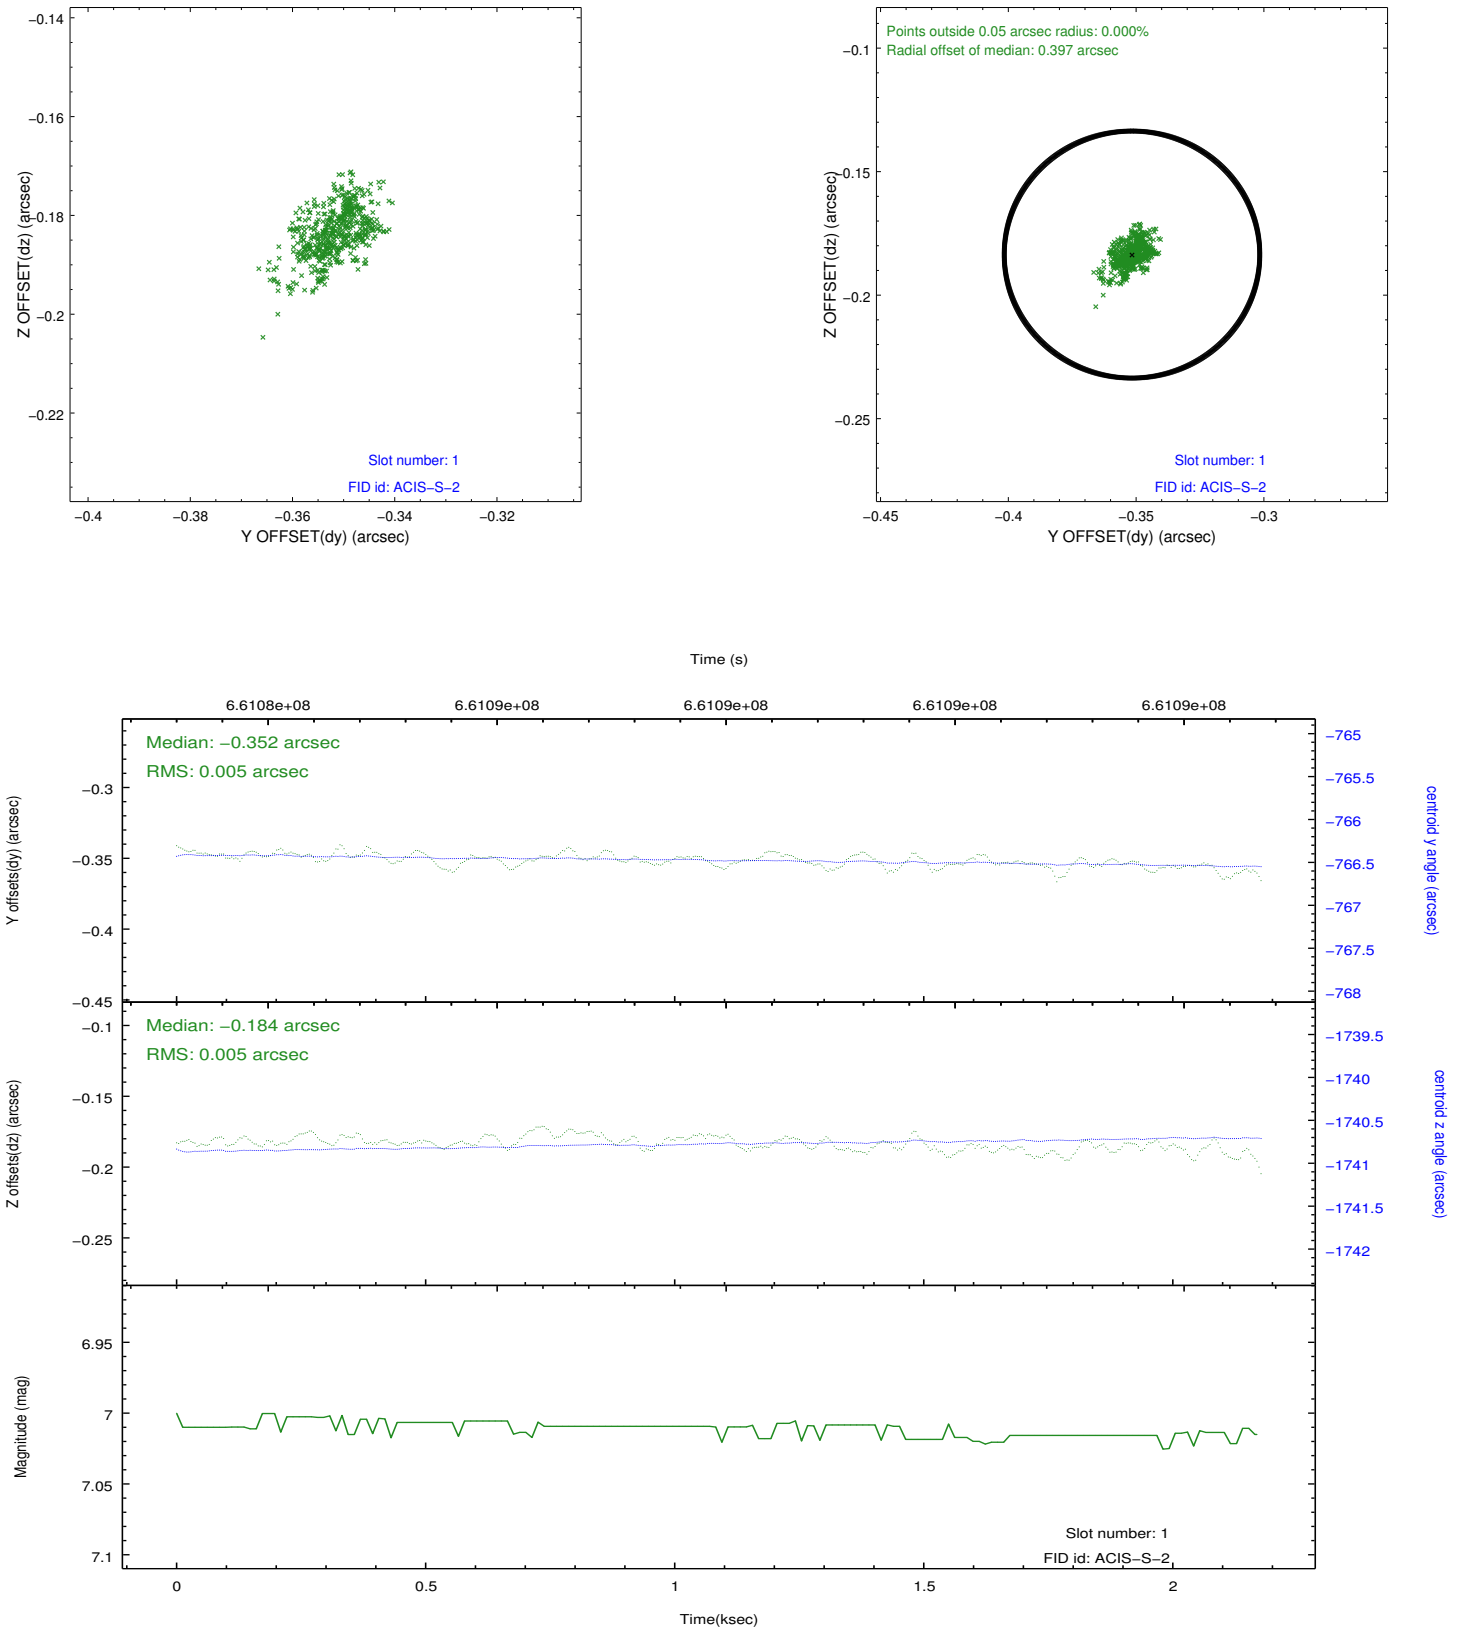 −0.14
−0.16
−0.18
−0.2
−0.22
Z OFFSET(dz) (arcsec)
Slot number: 1
FID id: ACIS−S−2
−0.4 −0.38 −0.36 −0.34 −0.32
Y OFFSET(dy) (arcsec)
Points outside 0.05 arcsec radius: 0.000%
Radial offset of median: 0.397 arcsec
−0.1
−0.15
−0.2
−0.25
Z OFFSET(dz) (arcsec)
Slot number: 1
FID id: ACIS−S−2
−0.45 −0.4 −0.35 −0.3
Y OFFSET(dy) (arcsec)
Time (s)
6.6108e+08 6.6109e+08 6.6109e+08 6.6109e+08 6.6109e+08
Median: −0.352 arcsec
RMS: 0.005 arcsec
−0.3
−0.35
−0.4
−0.45
Y offsets(dy) (arcsec)
−765
−765.5
−766
−766.5
−767
−767.5
−768
centroid y angle (arcsec)
Median: −0.184 arcsec
RMS: 0.005 arcsec
−0.1
−0.15
−0.2
−0.25
Z offsets(dz) (arcsec)
−1739.5
−1740
−1740.5
−1741
−1741.5
−1742
centroid z angle (arcsec)
6.95
7
7.05
7.1
Magnitude (mag)
Slot number: 1
FID id: ACIS−S−2
0 0.5 1 1.5 2
Time(ksec)